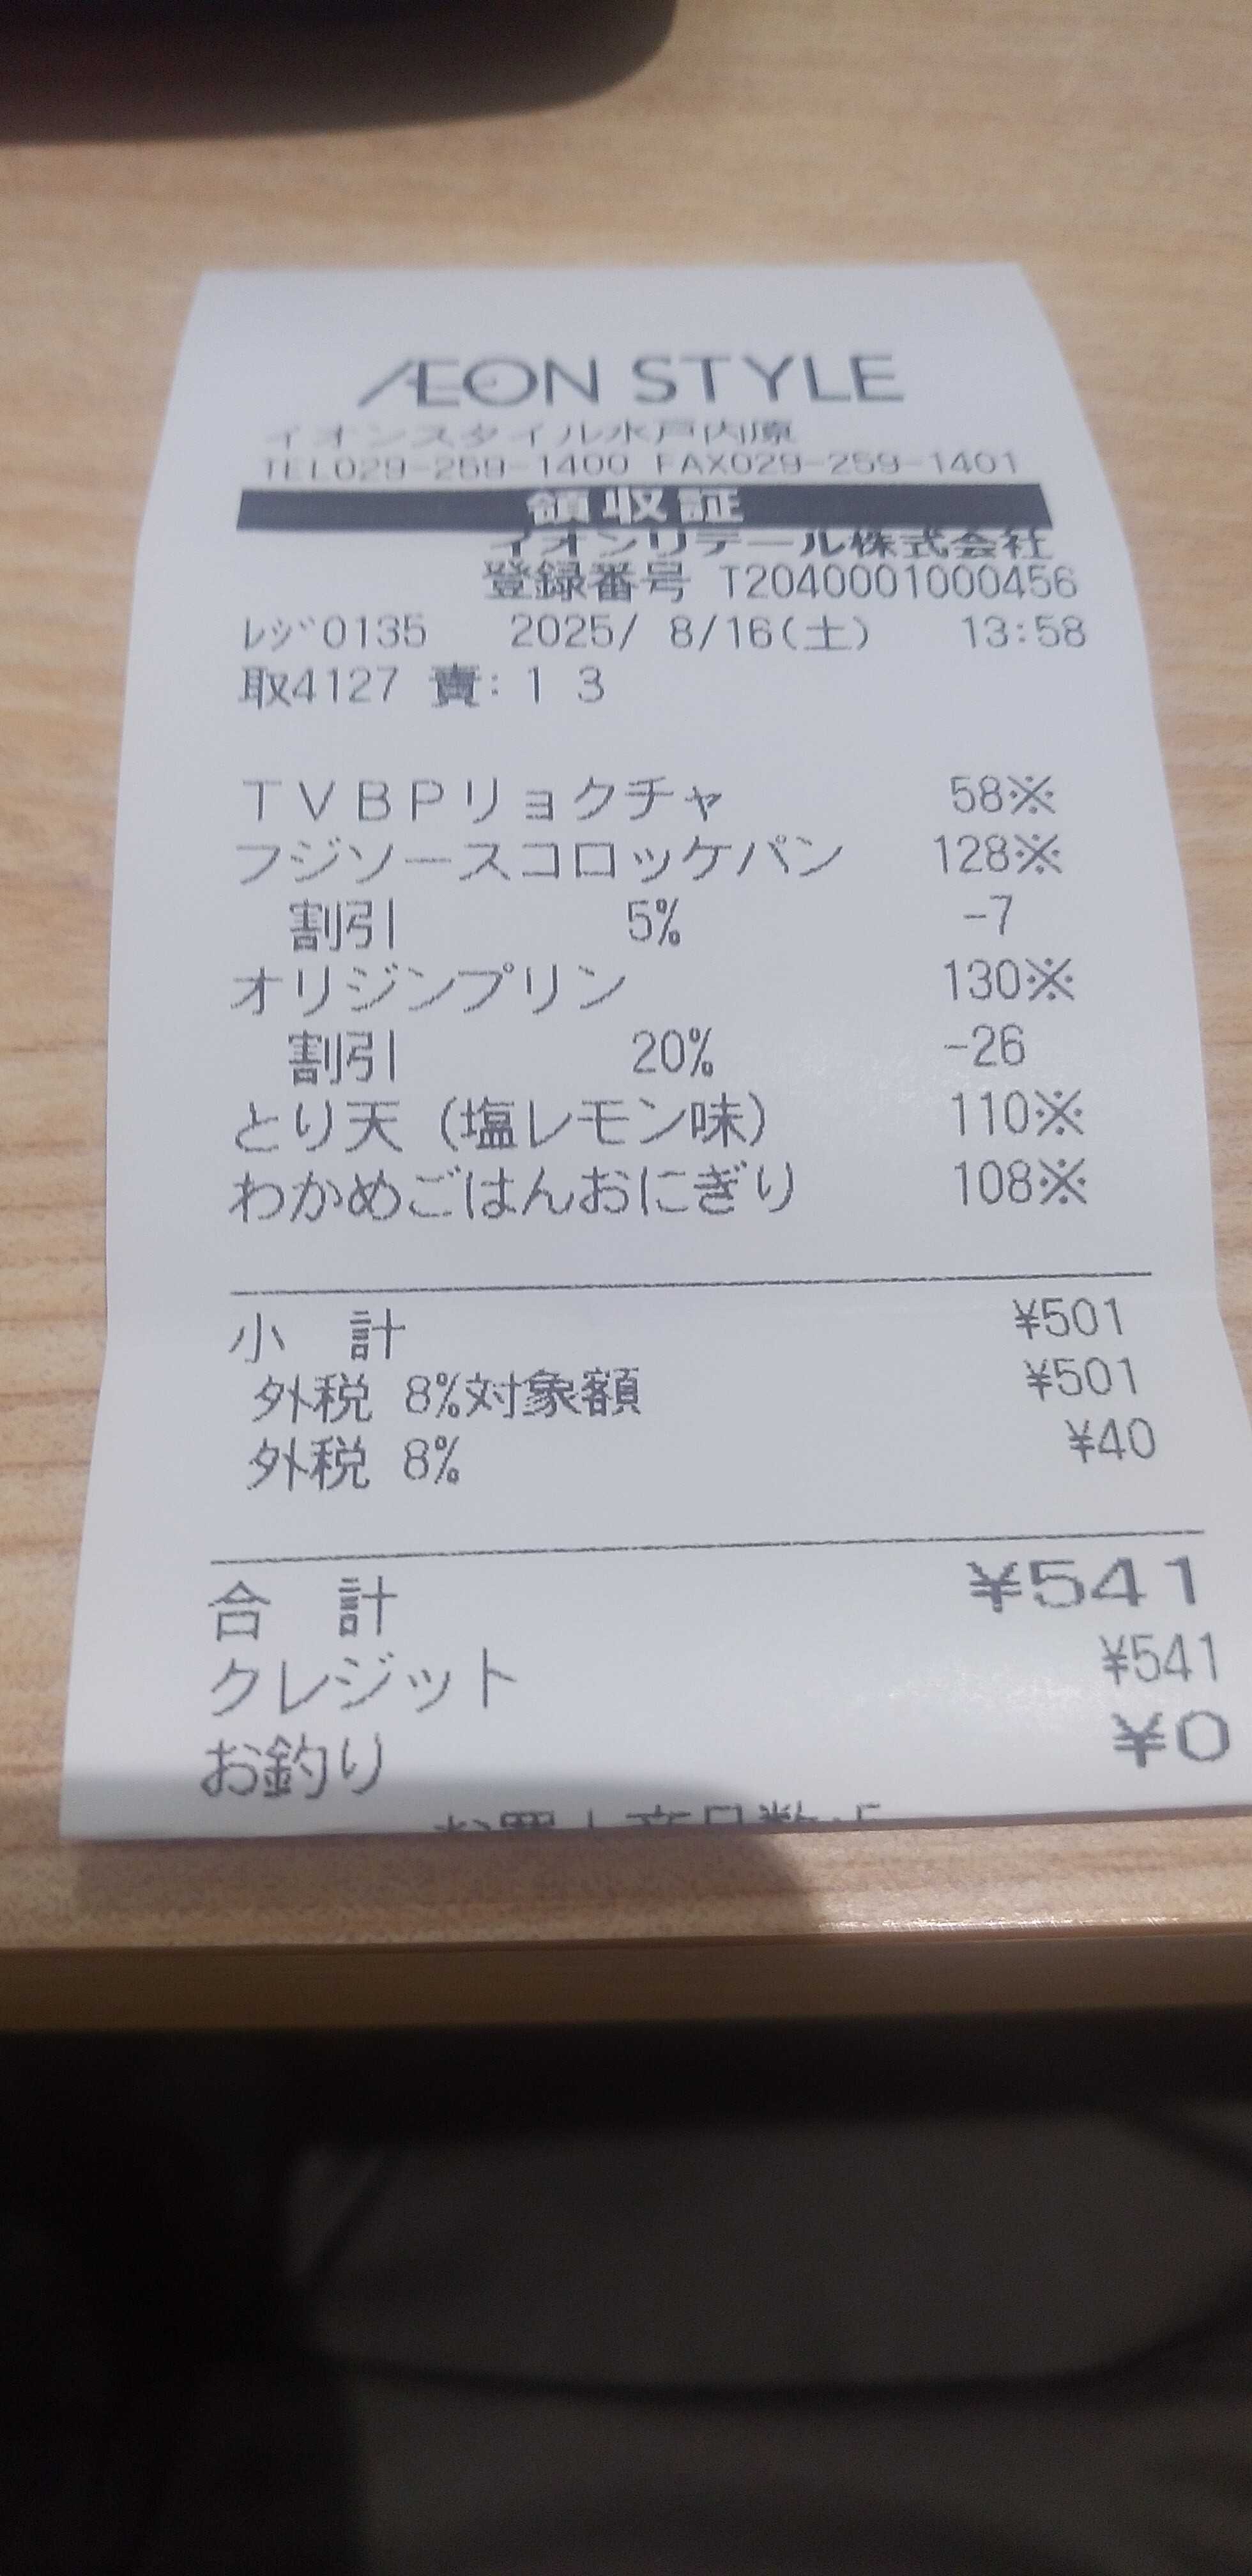 ÆON STYLE
イオンスタイル水戸内原
TEL029-259-1400 FAX029-259-1401
領収証
イオンリテール株式会社
登録番号 T2040001000456
ﾚｼﾞ0135 2025/ 8/16(土) 13:58
取4127 責:1 3
TVBPリョクチャ 58※
フジソースコロッケパン 128※
割引 5% -7
オリジンプリン 130※
割引 20% -26
とり天（塩レモン味） 110※
わかめごはんおにぎり 108※
小 計 ¥501
外税 8%対象額 ¥501
外税 8% ¥40
合 計 ¥541
クレジット ¥541
お釣り ¥0